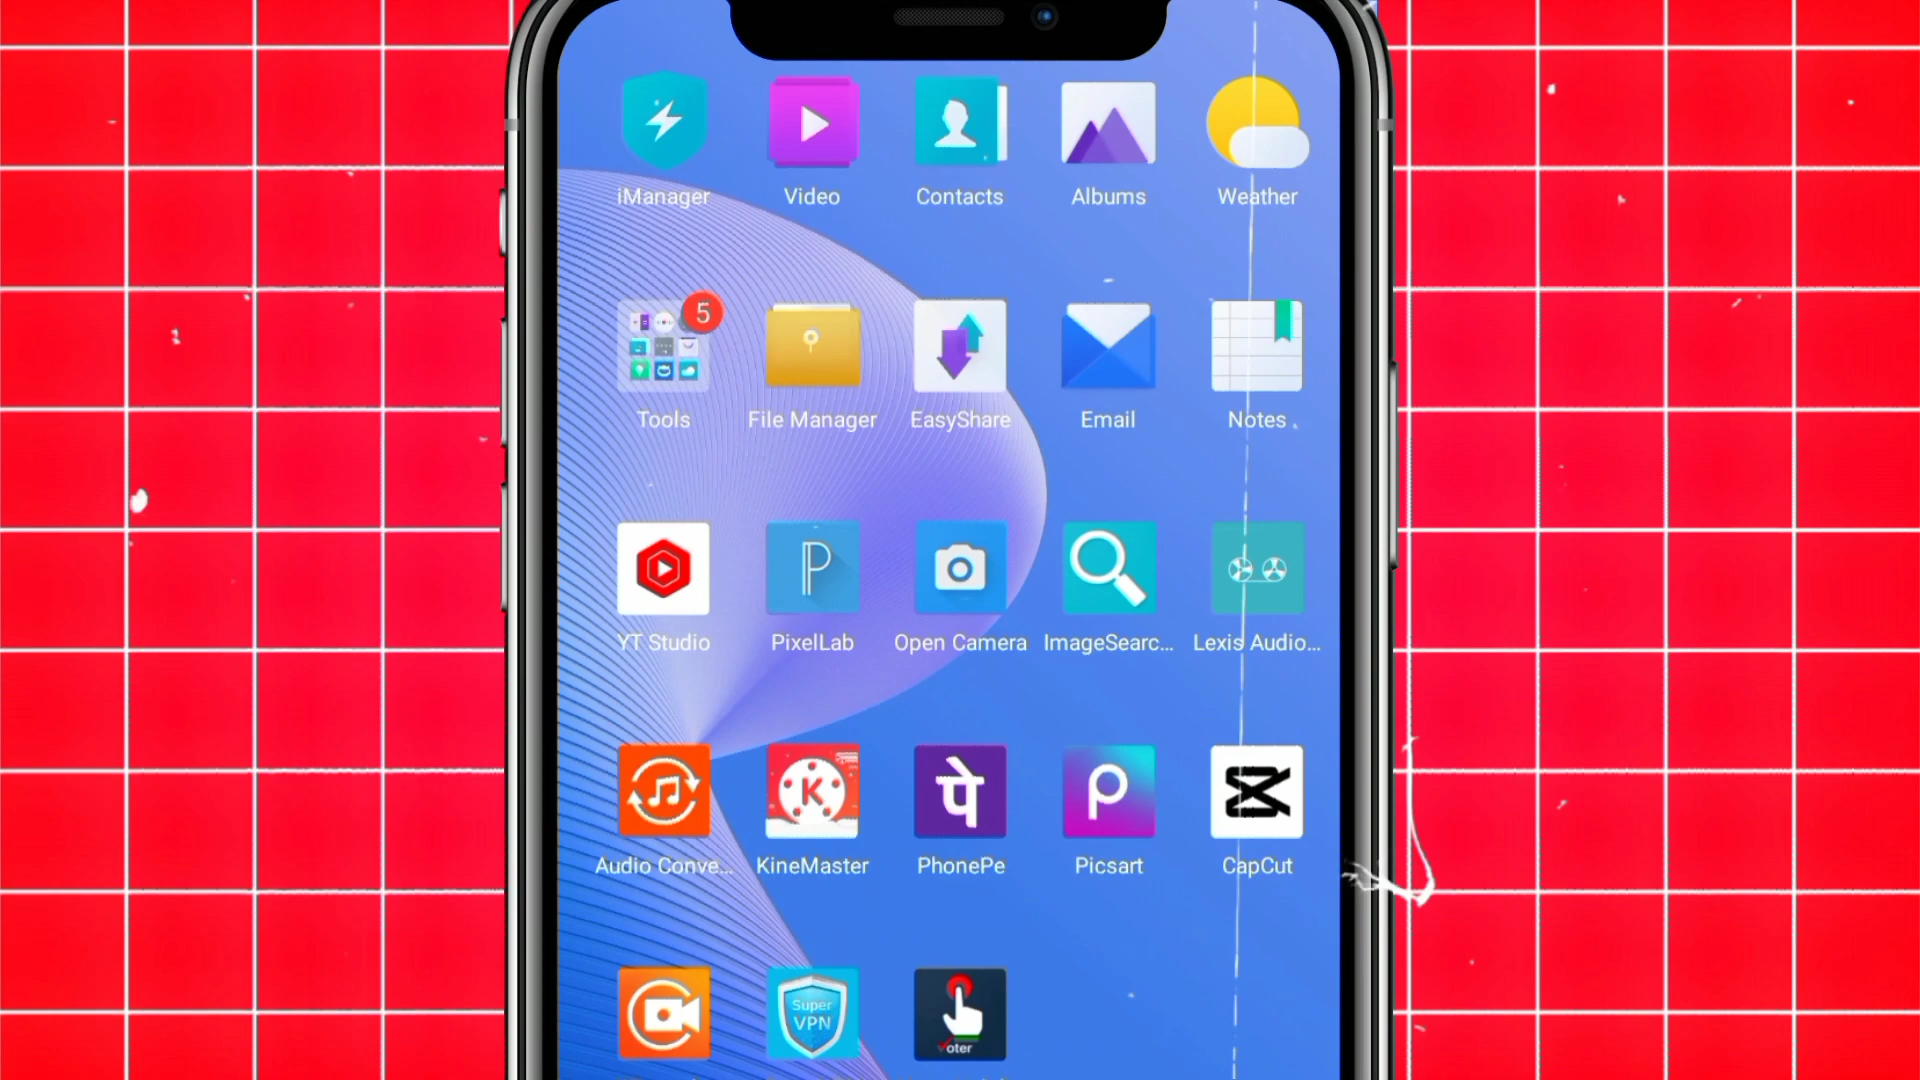 iManager Video Contacts Albums Weather
5
Tools File Manager EasyShare Email Notes
P
YT Studio PixelLab Open Camera ImageSearc... Lexis Audio...
K पे P
Audio Conve... KineMaster PhonePe Picsart CapCut
Super
VPN
Voter